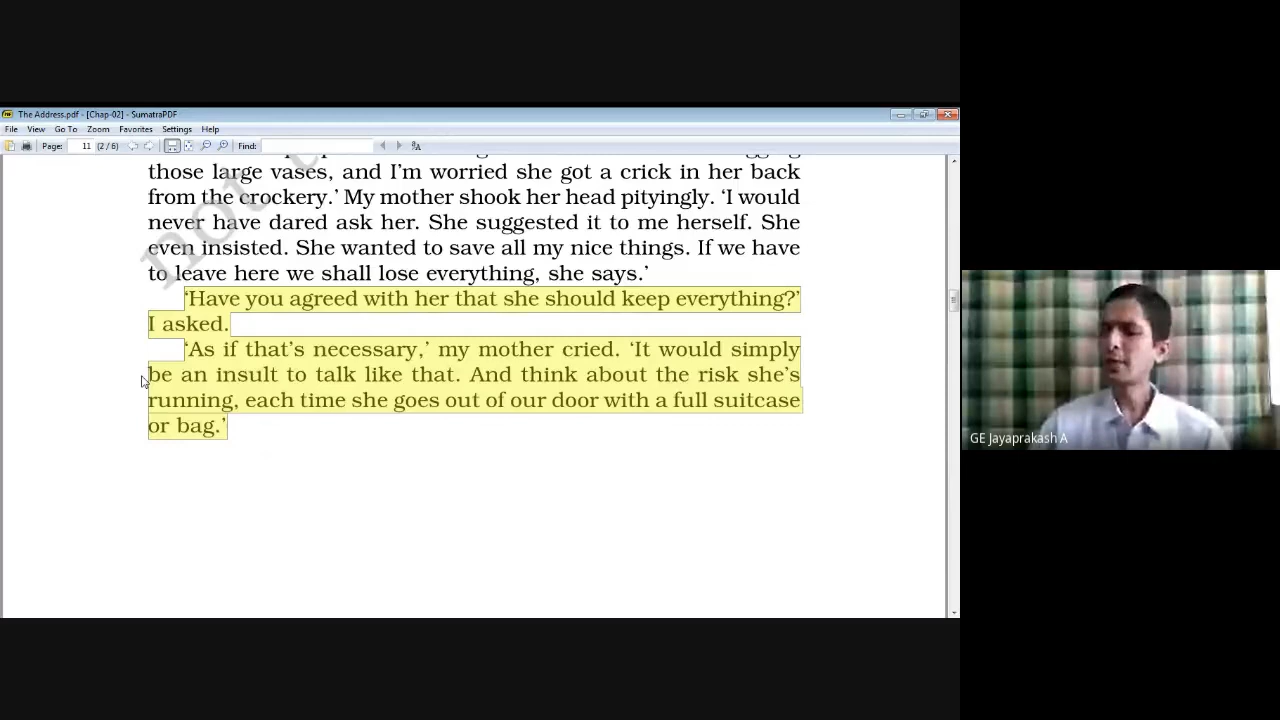 The Address.pdf - [Chap-02] - SumatraPDF
File View Go To Zoom Favorites Settings Help
Page: 11 (2 / 6) Find:
those large vases, and I’m worried she got a crick in her back
from the crockery.’ My mother shook her head pityingly. ‘I would
never have dared ask her. She suggested it to me herself. She
even insisted. She wanted to save all my nice things. If we have
to leave here we shall lose everything, she says.’
‘Have you agreed with her that she should keep everything?’
I asked.
‘As if that’s necessary,’ my mother cried. ‘It would simply
be an insult to talk like that. And think about the risk she’s
running, each time she goes out of our door with a full suitcase
or bag.’
not
GE Jayaprakash A